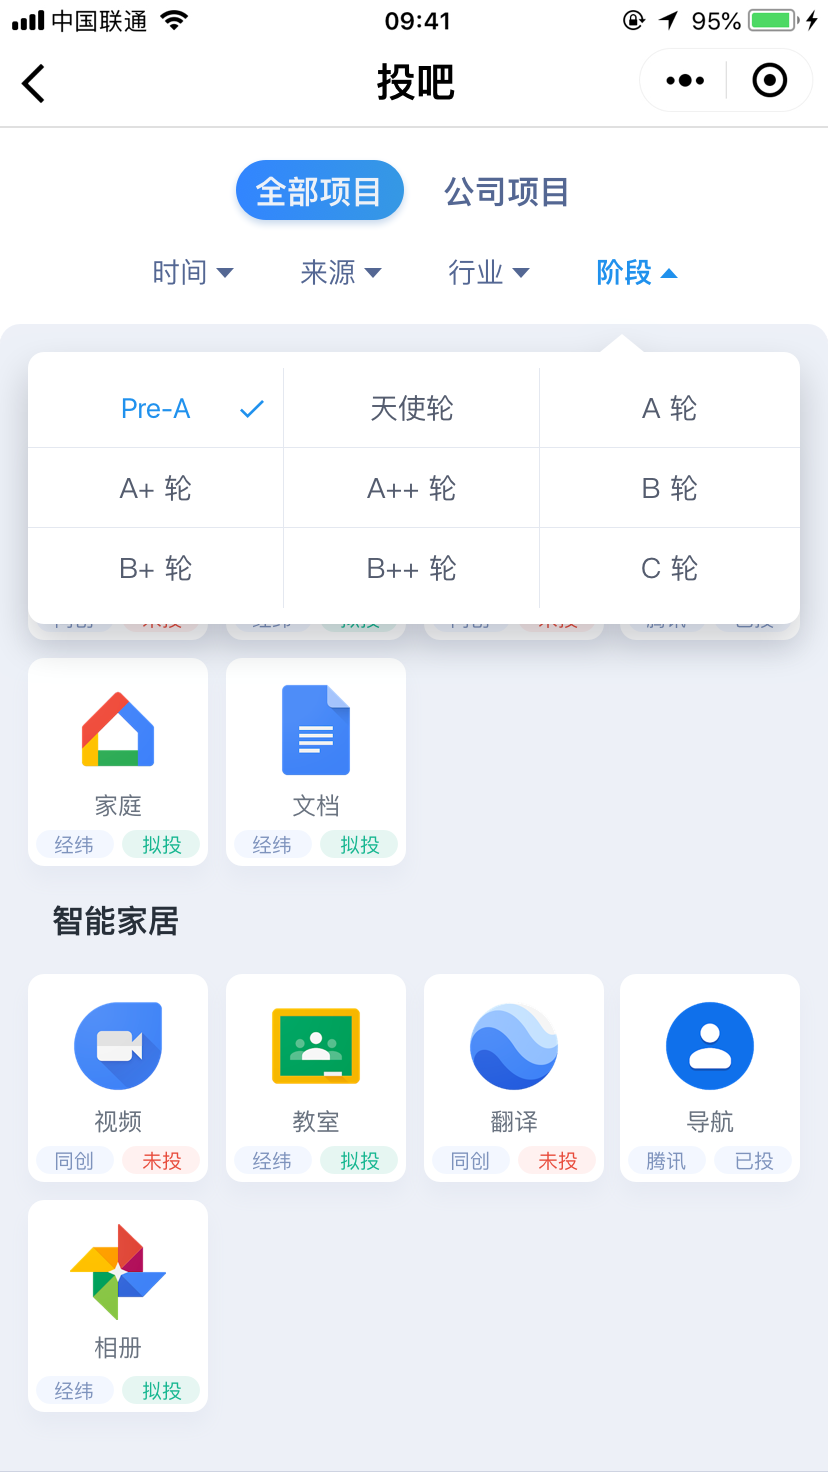 中国联通 09:41 95%
投吧
全部项目 公司项目
时间 来源 行业 阶段
Pre-A 天使轮 A 轮
A+ 轮 A++ 轮 B 轮
B+ 轮 B++ 轮 C 轮
家庭 文档
经纬 拟投 经纬 拟投
智能家居
视频 教室 翻译 导航
同创 未投 经纬 拟投 同创 未投 腾讯 已投
相册
经纬 拟投